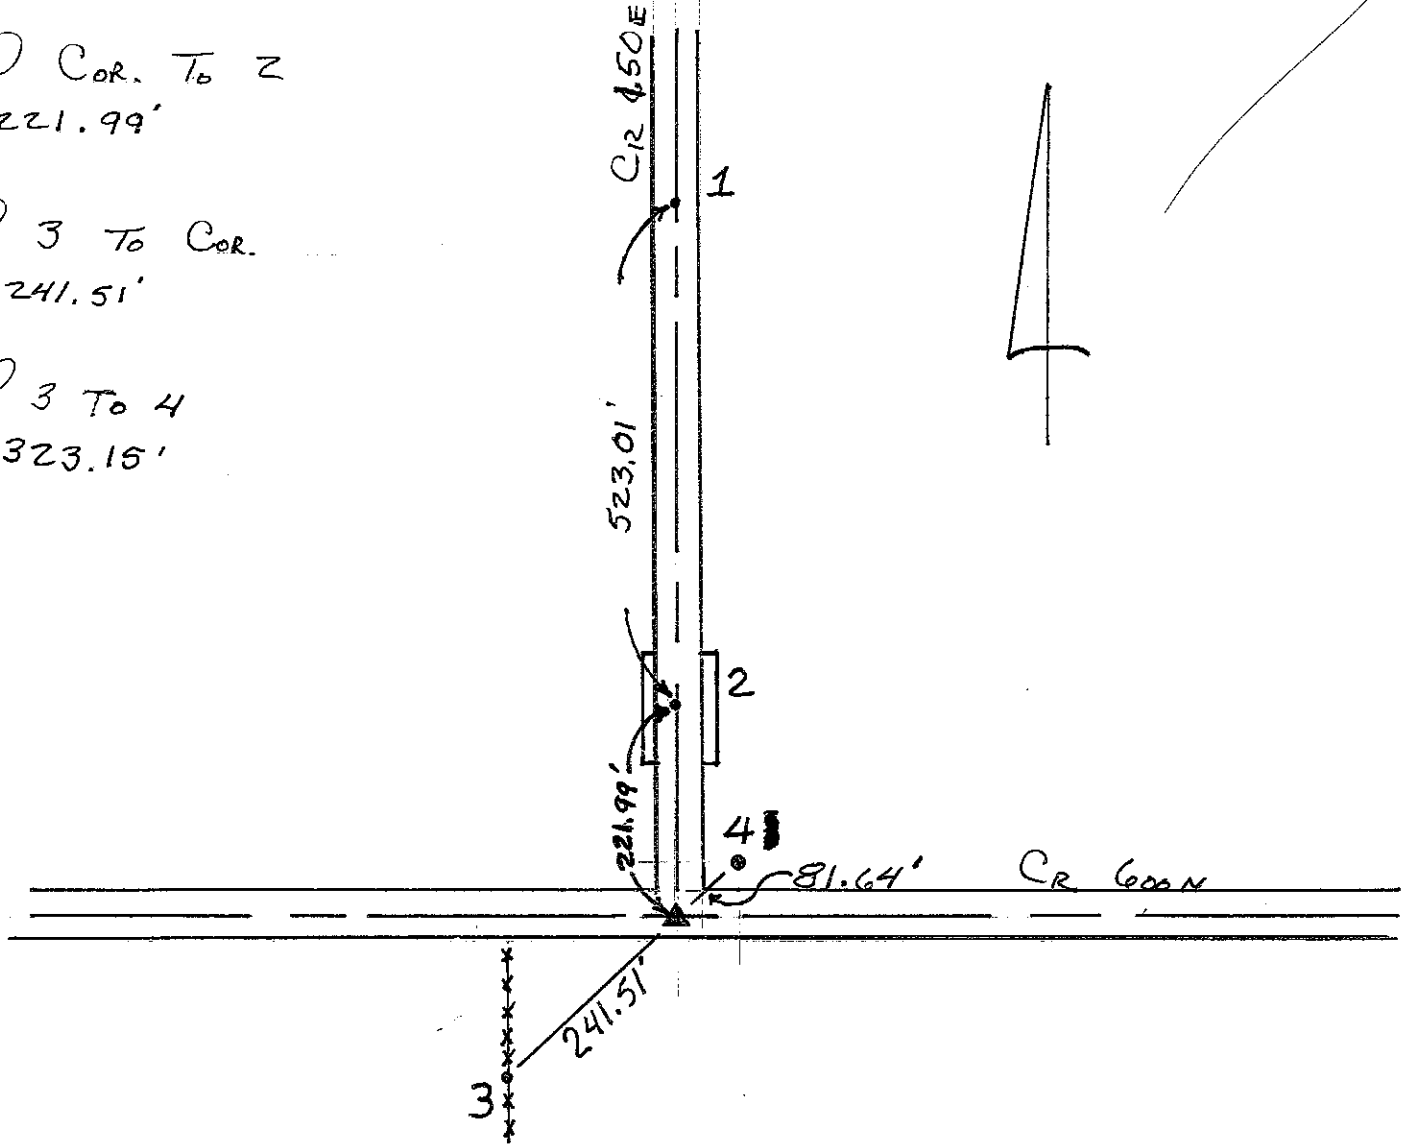 Cor. To 2
221.99'
3 To Cor.
241.51'
3 To 4
323.15'
CR 450E
1
523.01'
2
221.99'
4
81.64'
CR 600N
241.51'
3